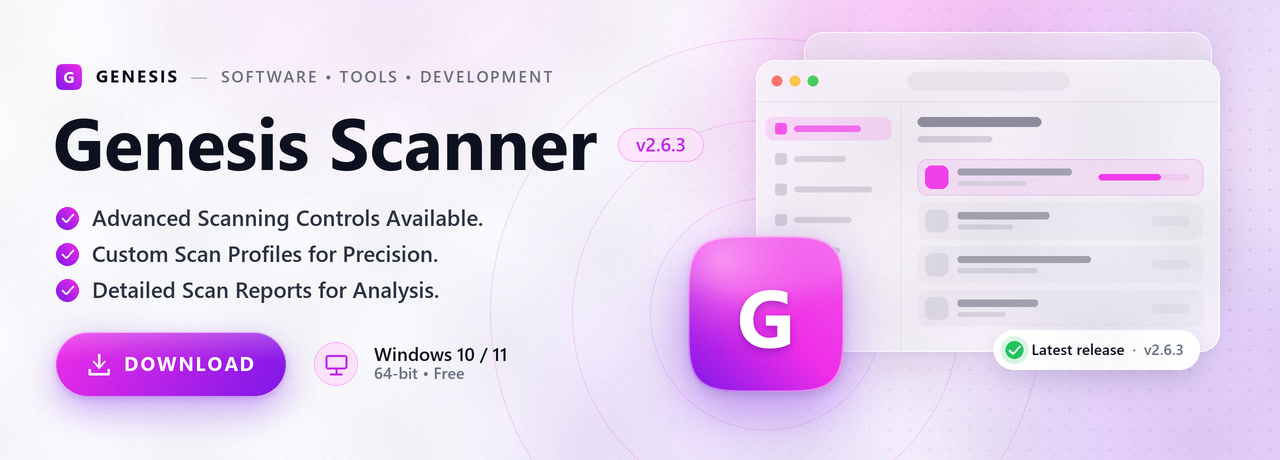 G GENESIS — SOFTWARE • TOOLS • DEVELOPMENT
Genesis Scanner v2.6.3
Advanced Scanning Controls Available.
Custom Scan Profiles for Precision.
Detailed Scan Reports for Analysis.
DOWNLOAD
Windows 10 / 11
64-bit • Free
G
Latest release · v2.6.3